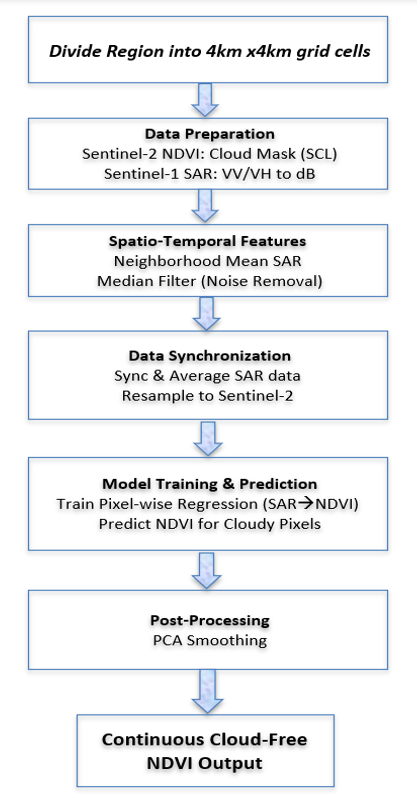 Divide Region into 4km x4km grid cells
Data Preparation
Sentinel-2 NDVI: Cloud Mask (SCL)
Sentinel-1 SAR: VV/VH to dB
Spatio-Temporal Features
Neighborhood Mean SAR
Median Filter (Noise Removal)
Data Synchronization
Sync & Average SAR data
Resample to Sentinel-2
Model Training & Prediction
Train Pixel-wise Regression (SAR→NDVI)
Predict NDVI for Cloudy Pixels
Post-Processing
PCA Smoothing
Continuous Cloud-Free
NDVI Output